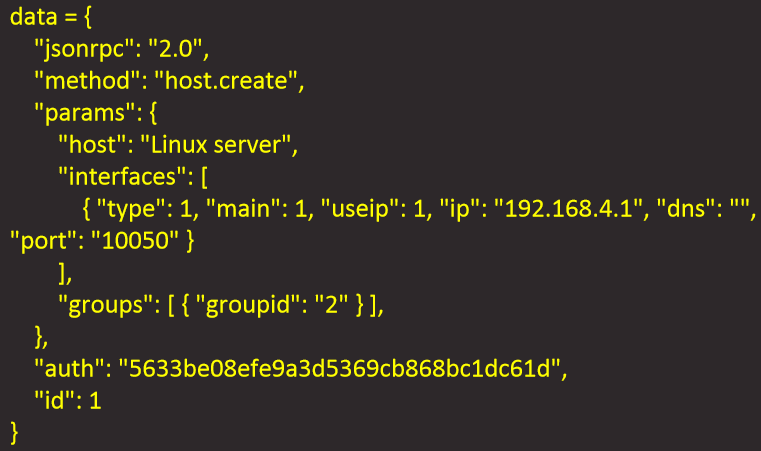 data = {
"jsonrpc": "2.0",
"method": "host.create",
"params": {
"host": "Linux server",
"interfaces": [
{ "type": 1, "main": 1, "useip": 1, "ip": "192.168.4.1", "dns": "",
"port": "10050" }
],
"groups": [ { "groupid": "2" } ],
},
"auth": "5633be08efe9a3d5369cb868bc1dc61d",
"id": 1
}